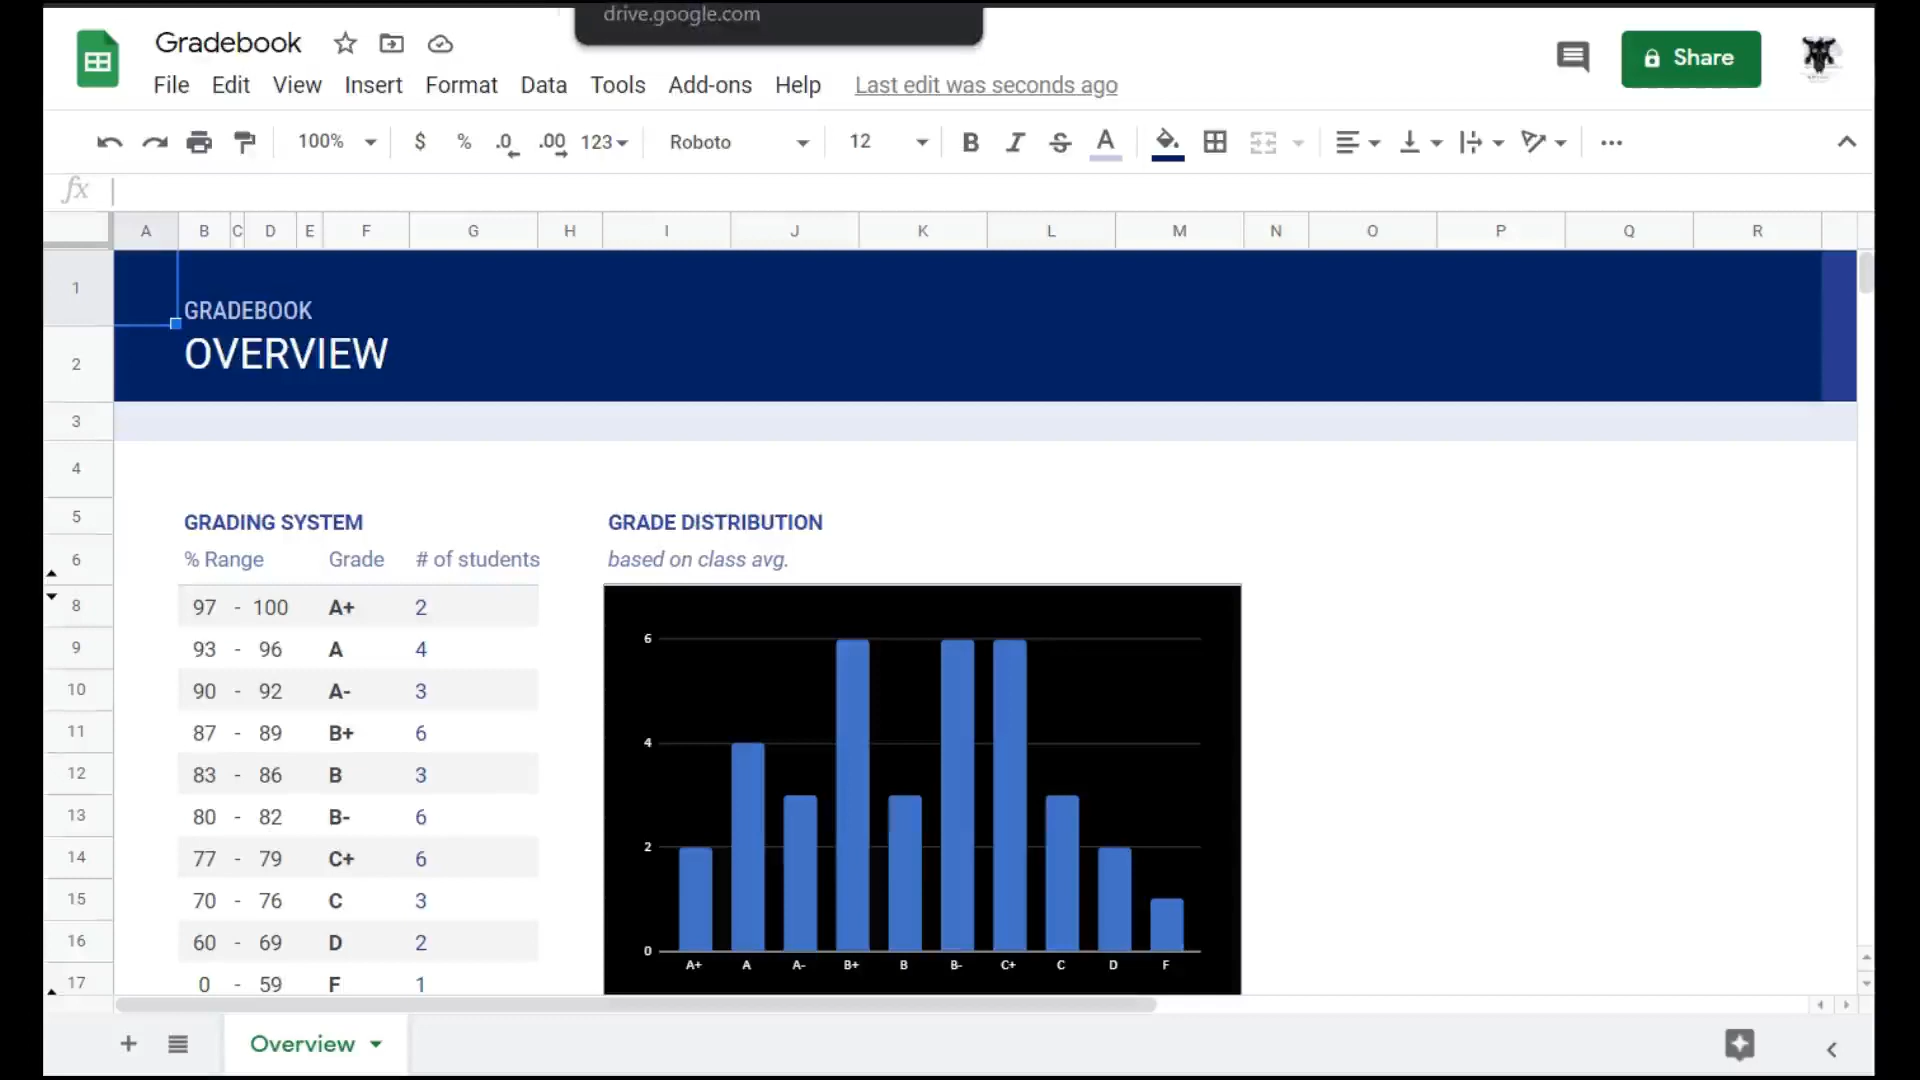 drive.google.com
Gradebook
Share
File Edit View Insert Format Data Tools Add-ons Help Last edit was seconds ago
100% $ % .0 .00 123 Roboto 12 B I S A
fx
A B C D E F G H I J K L M N O P Q R
1
GRADEBOOK
2
OVERVIEW
3
4
5 GRADING SYSTEM GRADE DISTRIBUTION
6 % Range Grade # of students based on class avg.
8 97 - 100 A+ 2
9 93 - 96 A 4
10 90 - 92 A- 3
11 87 - 89 B+ 6
12 83 - 86 B 3
13 80 - 82 B- 6
14 77 - 79 C+ 6
15 70 - 76 C 3
16 60 - 69 D 2
17 0 - 59 F 1
6
4
2
0
A+ A A- B+ B B- C+ C D F
Overview